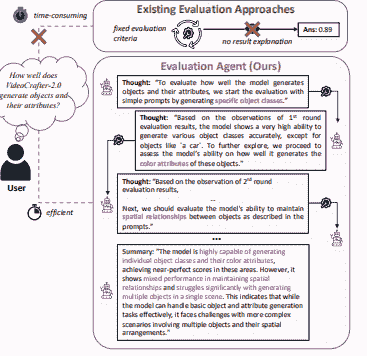 Existing Evaluation Approaches
time-consuming
fixed evaluation
criteria
no result explanation
Ans: 0.89
How well does
VideoCrafter-2.0
generate objects and
their attributes?
User
efficient
Evaluation Agent (Ours)
Thought: "To evaluate how well the model generates
objects and their attributes, we start the evaluation with
simple prompts by generating specific object classes."
Thought: "Based on the observations of 1st round
evaluation results, the model shows a very high ability to
generate various object classes accurately, except for
objects like `a car`. To further explore, we proceed to
assess the model's ability on how well it generates the
color attributes of these objects."
Thought: "Based on the observation of 2nd round
evaluation results,
...
Next, we should evaluate the model's ability to maintain
spatial relationships between objects as described in the
prompts."
...
Summary: "The model is highly capable of generating
individual object classes and their color attributes,
achieving near-perfect scores in these areas. However, it
shows mixed performance in maintaining spatial
relationships and struggles significantly with generating
multiple objects in a single scene. This indicates that while
the model can handle basic object and attribute generation
tasks effectively, it faces challenges with more complex
scenarios involving multiple objects and their spatial
arrangements."